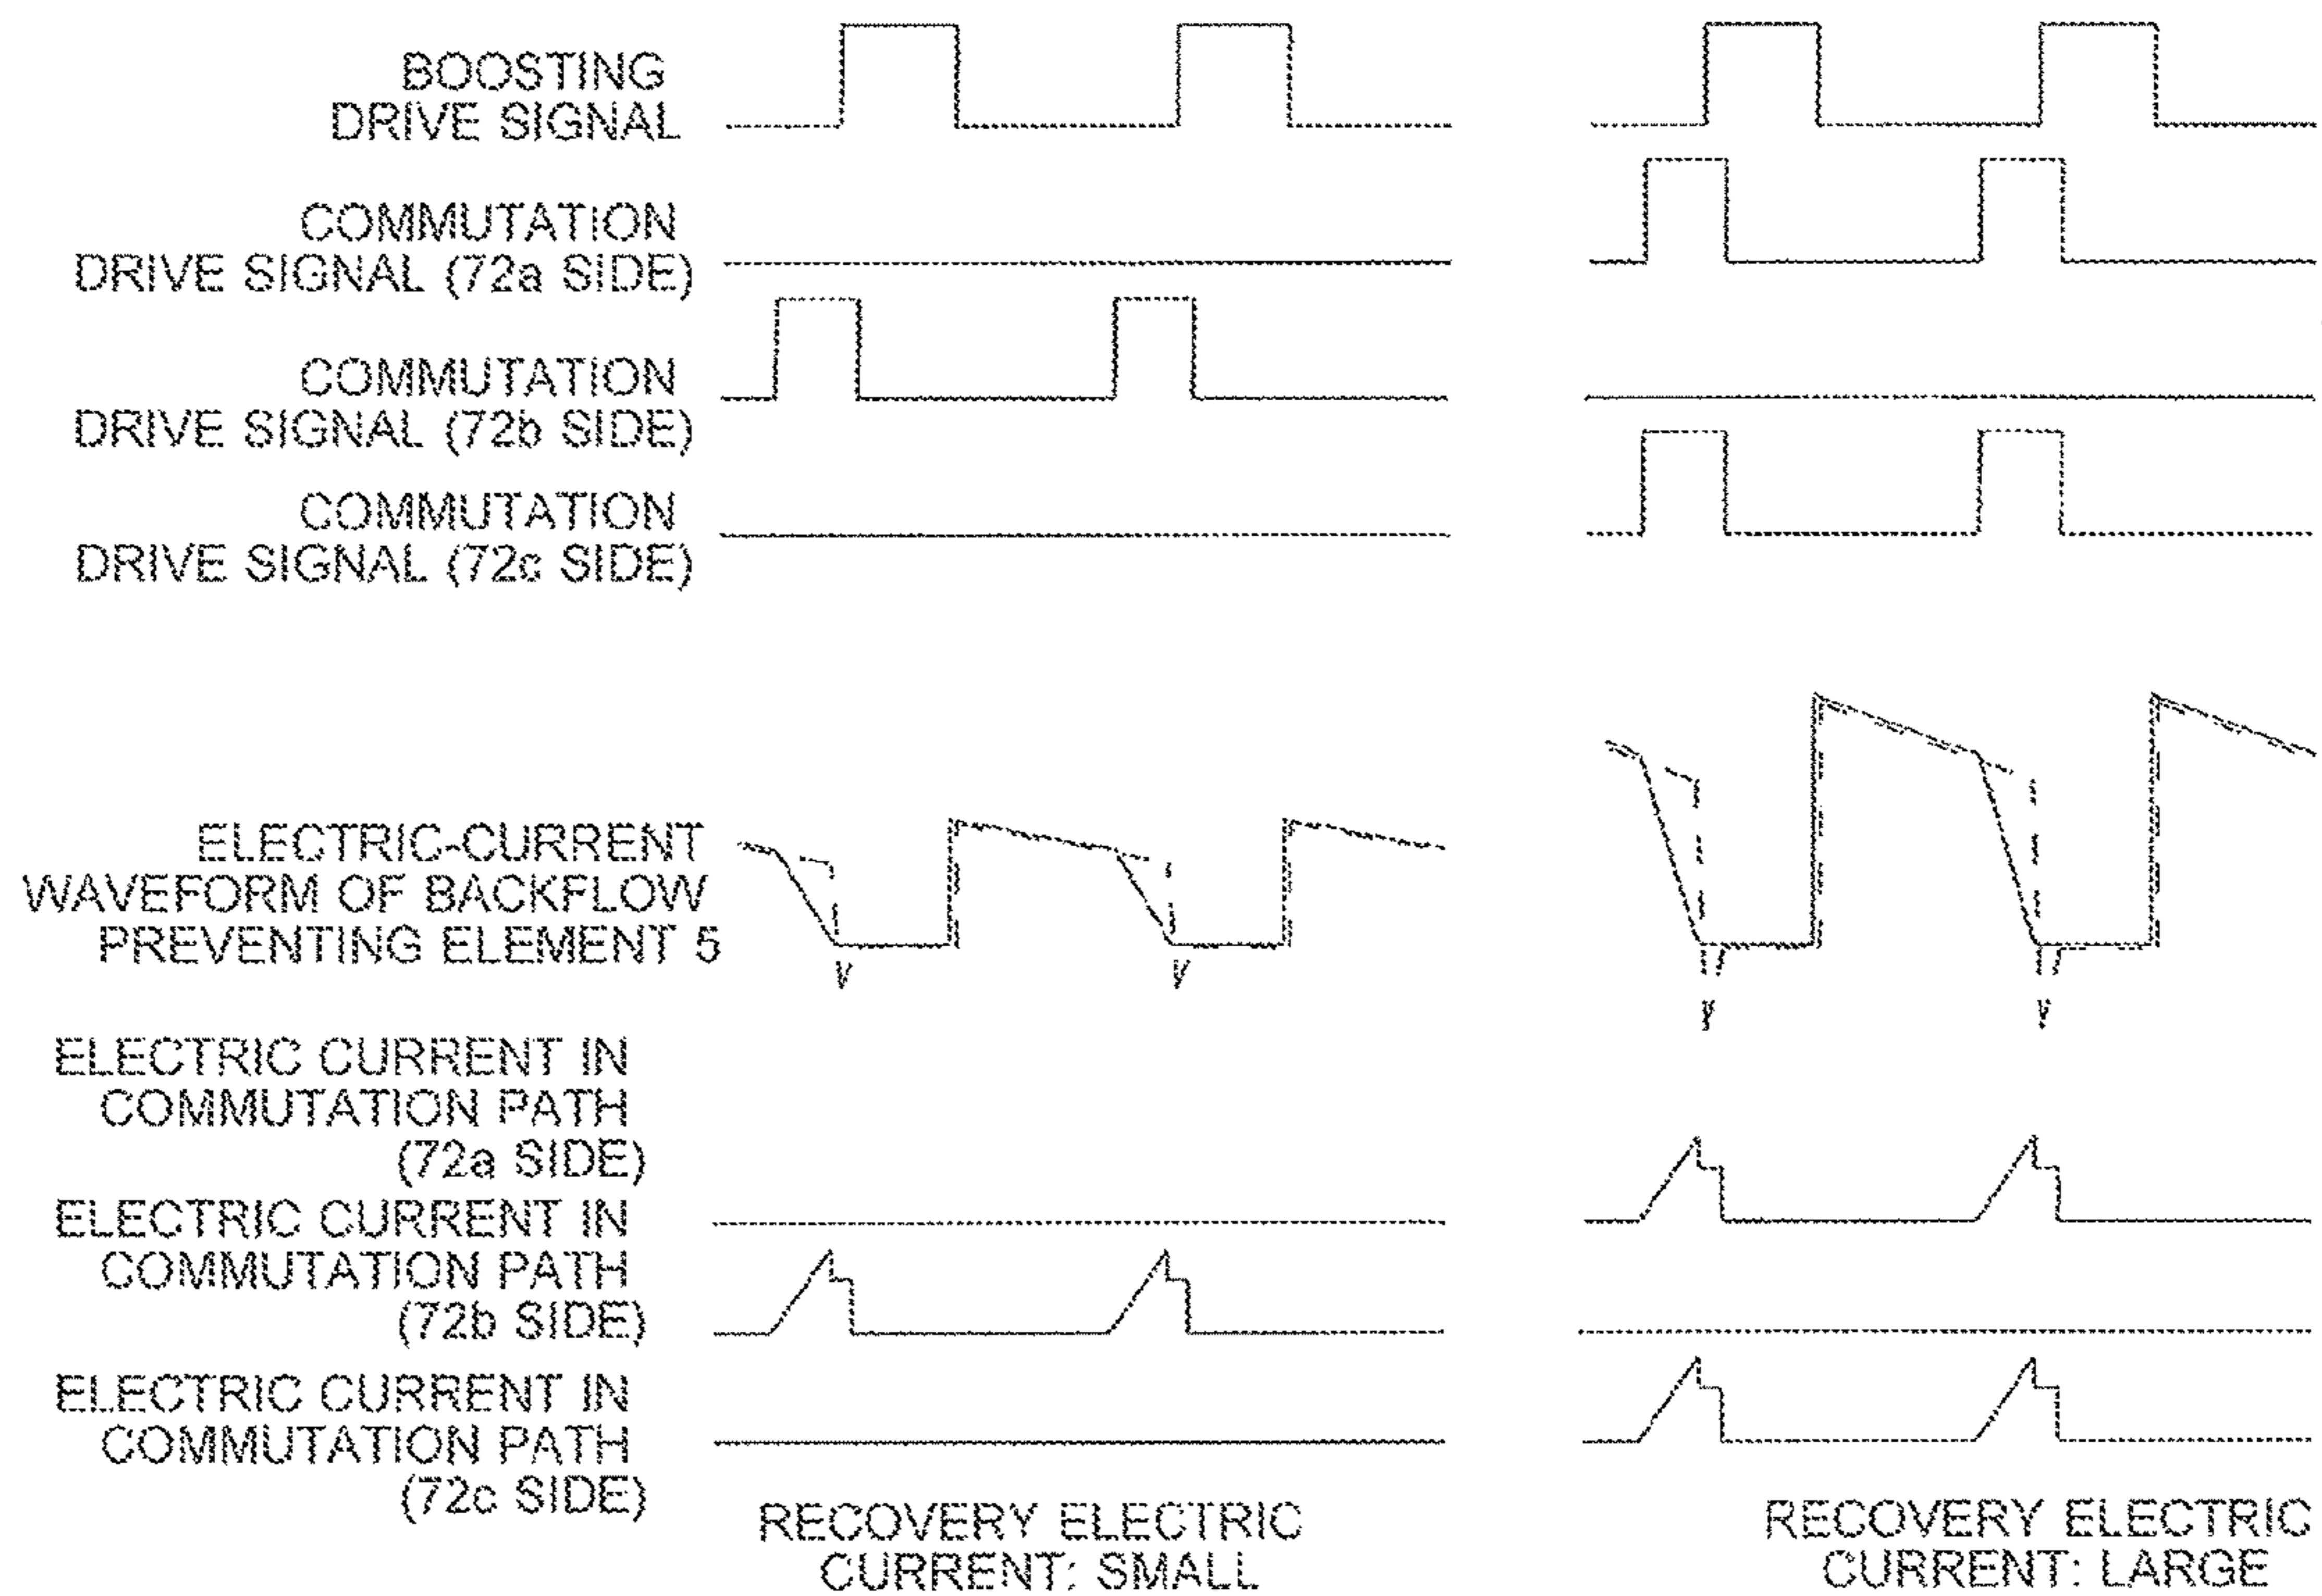 BOOSTING
DRIVE SIGNAL
COMMUTATION
DRIVE SIGNAL (72a SIDE)
COMMUTATION
DRIVE SIGNAL (72b SIDE)
COMMUTATION
DRIVE SIGNAL (72c SIDE)
ELECTRIC-CURRENT
WAVEFORM OF BACKFLOW
PREVENTING ELEMENT 5
ELECTRIC CURRENT IN
COMMUTATION PATH
(72a SIDE)
ELECTRIC CURRENT IN
COMMUTATION PATH
(72b SIDE)
ELECTRIC CURRENT IN
COMMUTATION PATH
(72c SIDE)
RECOVERY ELECTRIC
CURRENT: SMALL
RECOVERY ELECTRIC
CURRENT: LARGE